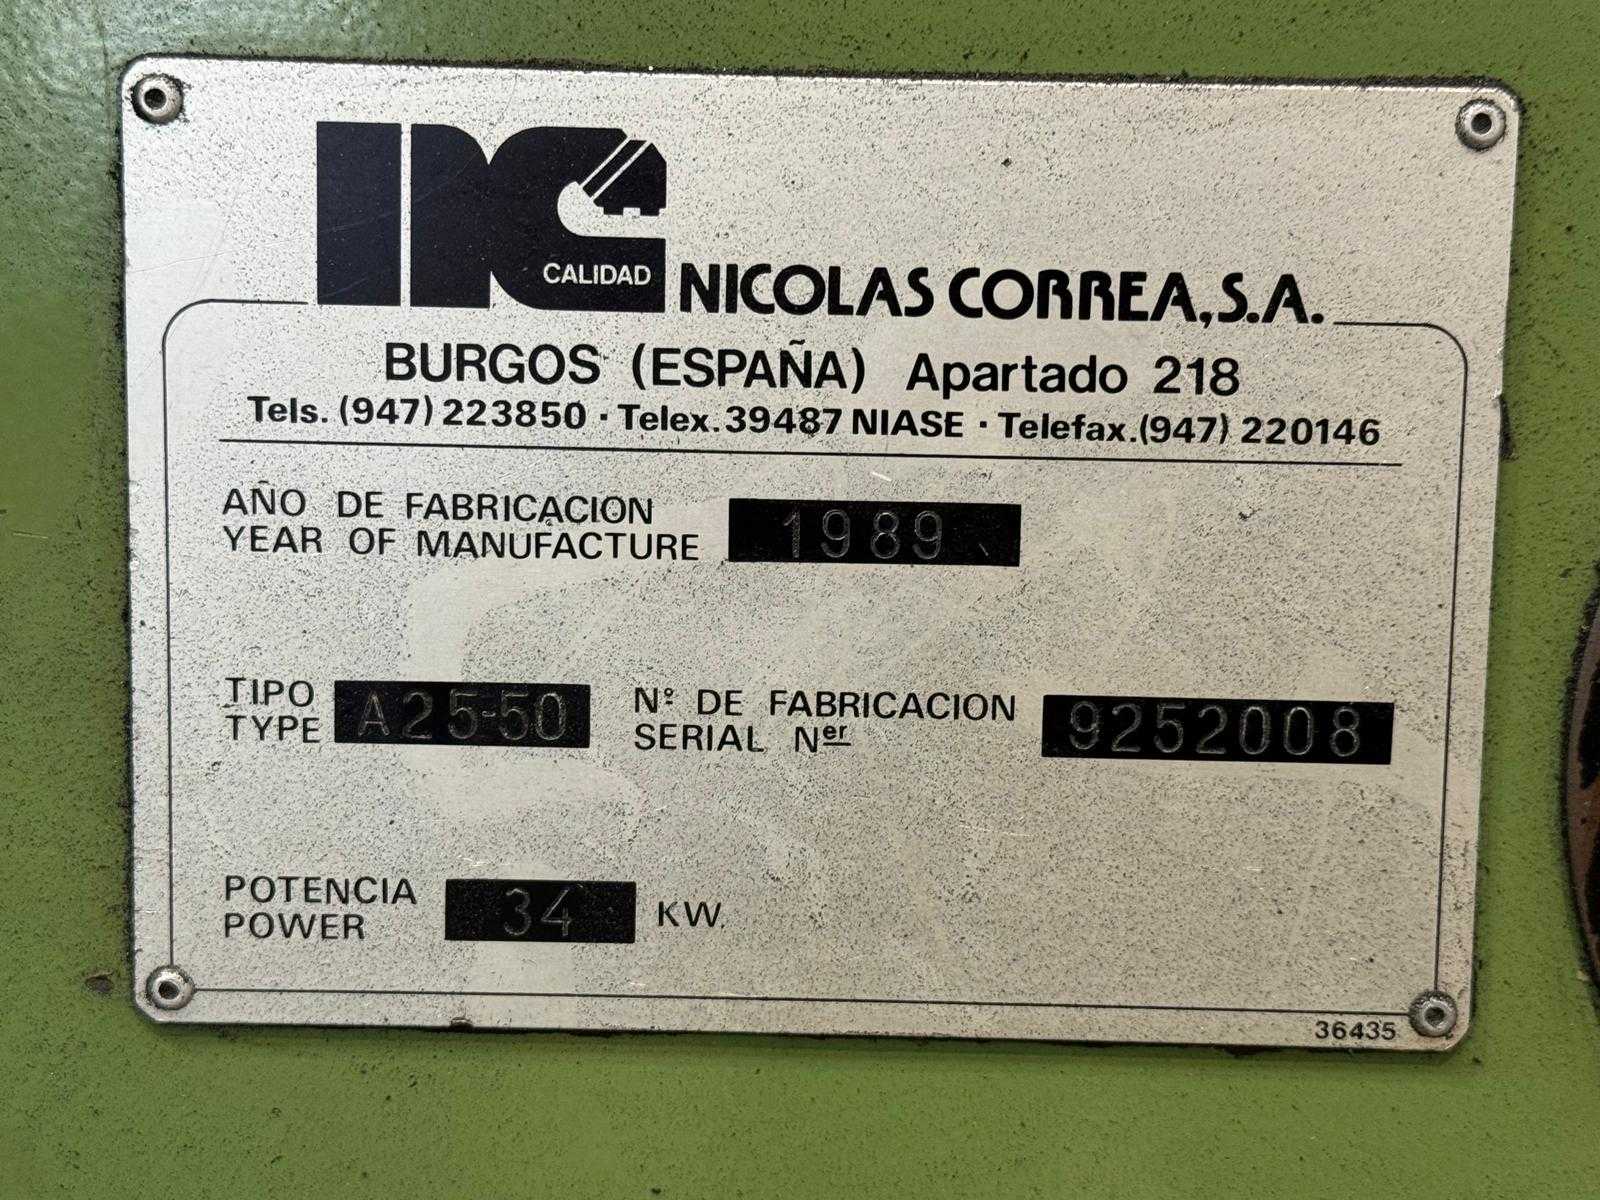 NC
CALIDAD
NICOLAS CORREA, S.A.
BURGOS (ESPAÑA) Apartado 218
Tels. (947) 223850 · Telex. 39487 NIASE · Telefax. (947) 220146
AÑO DE FABRICACION
YEAR OF MANUFACTURE 1989
TIPO
TYPE A25-50
Nº DE FABRICACION
SERIAL Ner 9252008
POTENCIA
POWER 34 KW.
36435